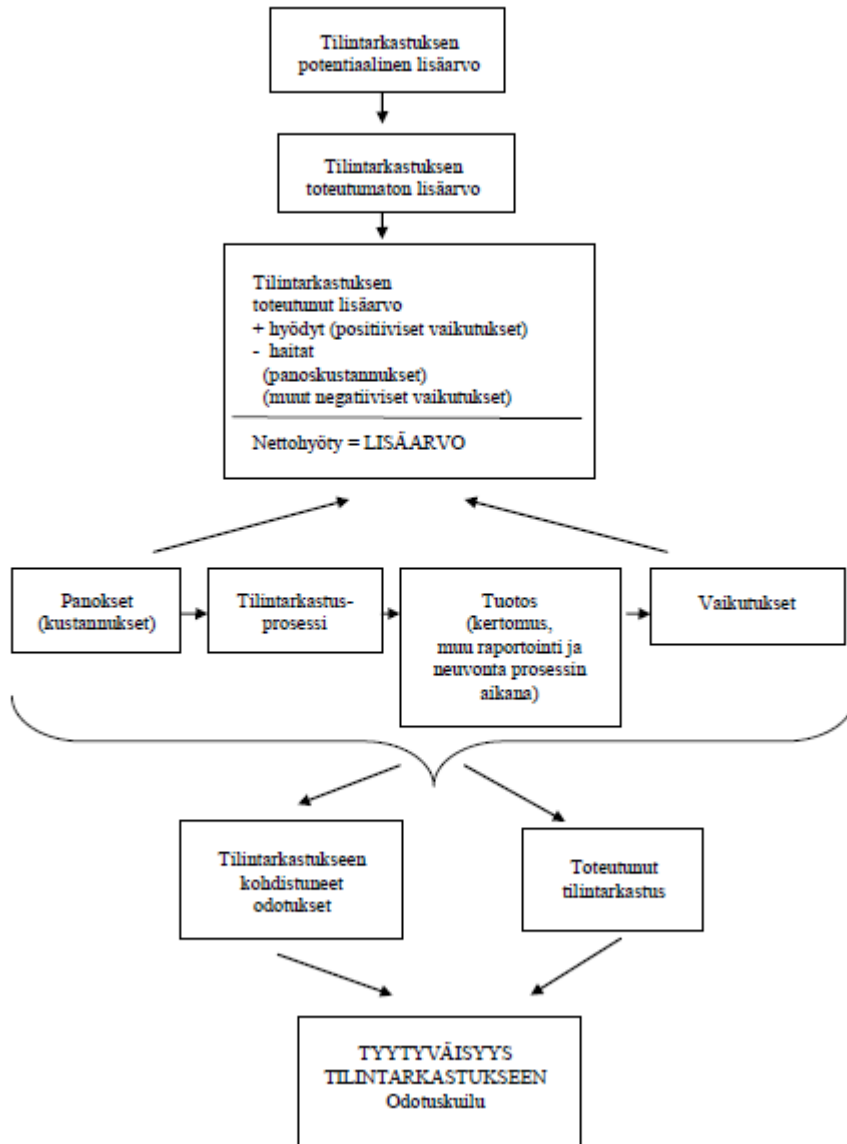 Tilintarkastuksen
potentiaalinen lisäarvo
Tilintarkastuksen
toteutumaton lisäarvo
Tilintarkastuksen
toteutunut lisäarvo
+ hyödyt (positiiviset vaikutukset)
- haitat
(panoskustannukset)
(muut negatiiviset vaikutukset)
Nettohyöty = LISÄARVO
Panokset
(kustannukset)
Tilintarkastus-
prosessi
Tuotos
(kertomus,
muu raportointi ja
neuvonta prosessin
aikana)
Vaikutukset
Tilintarkastukseen
kohdistuneet
odotukset
Toteutunut
tilintarkastus
TYYTYVÄISYYS
TILINTARKASTUKSEEN
Odotuskuilu